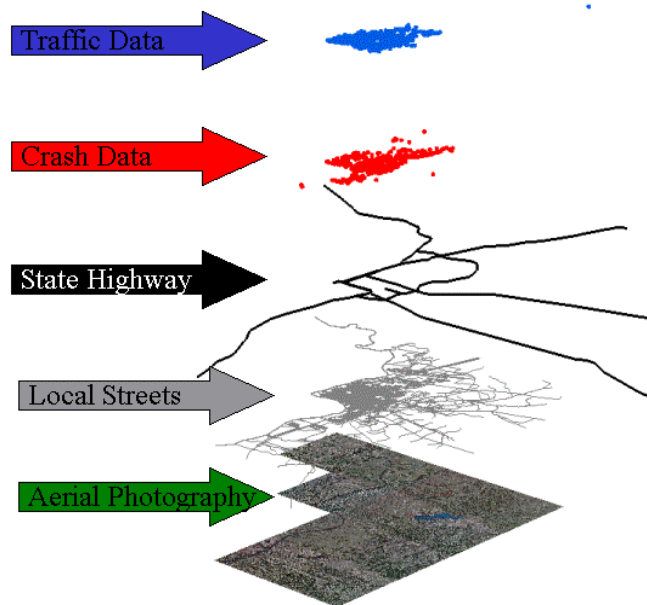 Traffic Data
Crash Data
State Highway
Local Streets
Aerial Photography